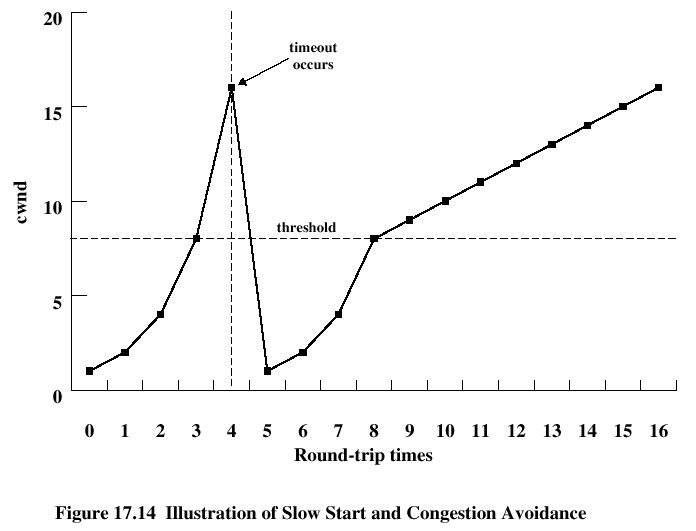 20
timeout
occurs
15
10
cwnd
threshold
5
0
0 1 2 3 4 5 6 7 8 9 10 11 12 13 14 15 16
Round-trip times
Figure 17.14 Illustration of Slow Start and Congestion Avoidance